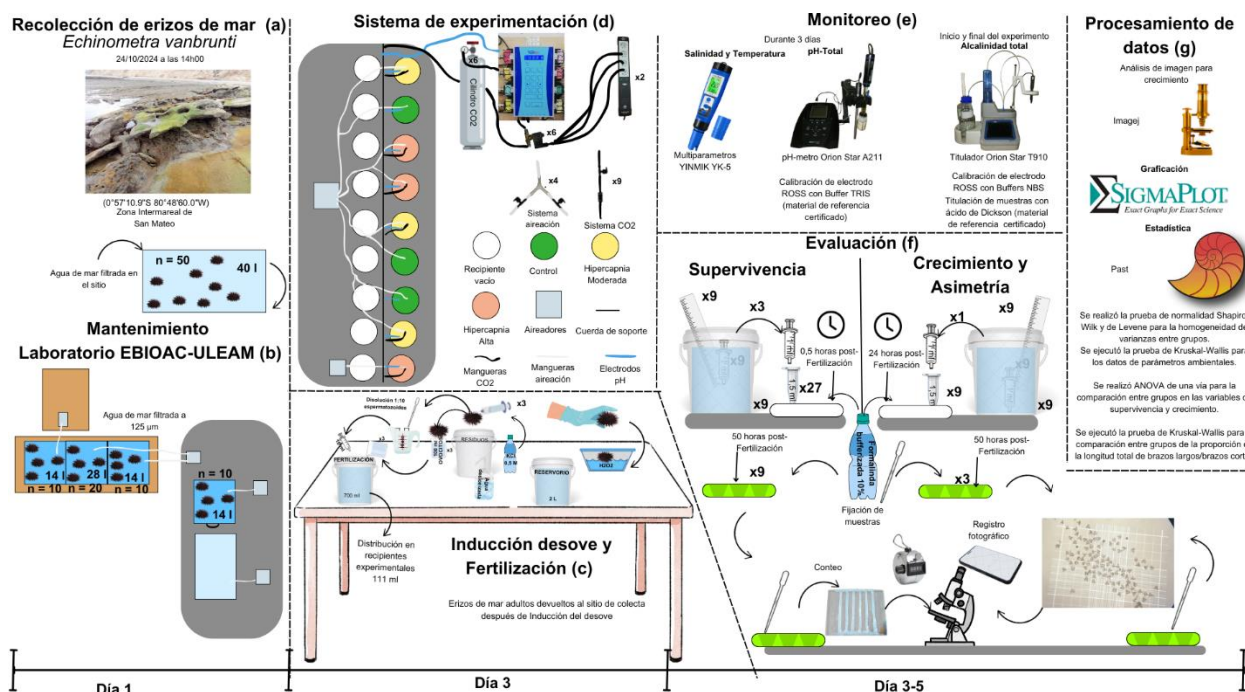 Recolección de erizos de mar (a)
Echinometra vanbrunti
24/10/2024 a las 14h00
(0°57'10.9"S 80°48'60.0"W)
Zona Intermareal de
San Mateo
Agua de mar filtrada en
el sitio
n = 50
40 l
Mantenimiento
Laboratorio EBIOAC-ULEAM (b)
Agua de mar filtrada a
125 µm
14 l
28 l
14 l
n = 10
n = 20
n = 10
n = 10
14 l
Sistema de experimentación (d)
x6
Cilindro CO2
x2
x6
x4
x9
Sistema
aireación
Sistema CO2
Recipiente
vacío
Control
Hipercapnia
Moderada
Hipercapnia
Alta
Aireadores
Cuerda de soporte
Mangueras
CO2
Mangueras
aireación
Electrodos
pH
Disolución 1:10
espermatozoides
x3
x3
x3
RESIDUOS
KCl
0,5 M
H2O2
FERTILIZACIÓN
700 ml
RESERVORIO
2 L
Distribución en
recipientes
experimentales
111 ml
Inducción desove y
Fertilización (c)
Erizos de mar adultos devueltos al sitio de colecta
después de Inducción del desove
Monitoreo (e)
Durante 3 días
Salinidad y Temperatura
pH-Total
Inicio y final del experimento
Alcalinidad total
Multiparametros
YINMIK YK-5
pH-metro Orion Star A211
Titulador Orion Star T910
Calibración de electrodo
ROSS con Buffer TRIS
(material de referencia
certificado)
Calibración de electrodo
ROSS con Buffers NBS
Titulación de muestras con
ácido de Dickson (material
de referencia certificado)
Evaluación (f)
Supervivencia
Crecimiento y
Asimetría
x9
x3
x1
x9
x9
x9
0,5 horas post-
Fertilización
24 horas post-
Fertilización
1,5 ml
1,5 ml
x27
x9
x9
x9
50 horas post-
Fertilización
50 horas post-
Fertilización
x9
Formalinda
bufferizada 10%
x3
Fijación de
muestras
Registro
fotográfico
Conteo
Procesamiento de
datos (g)
Análisis de imagen para
crecimiento
Imagej
Graficación
SIGMAPLOT
Exact Graphs for Exact Science
Estadística
Past
Se realizó la prueba de normalidad Shapiro
Wilk y de Levene para la homogeneidad de
varianzas entre grupos.
Se ejecutó la prueba de Kruskal-Wallis para
los datos de parámetros ambientales.
Se realizó ANOVA de una vía para la
comparación entre grupos en las variables d
supervivencia y crecimiento.
Se ejecutó la prueba de Kruskal-Wallis para
comparación entre grupos de la proporción e
la longitud total de brazos largos/brazos cort
Día 1
Día 3
Día 3-5